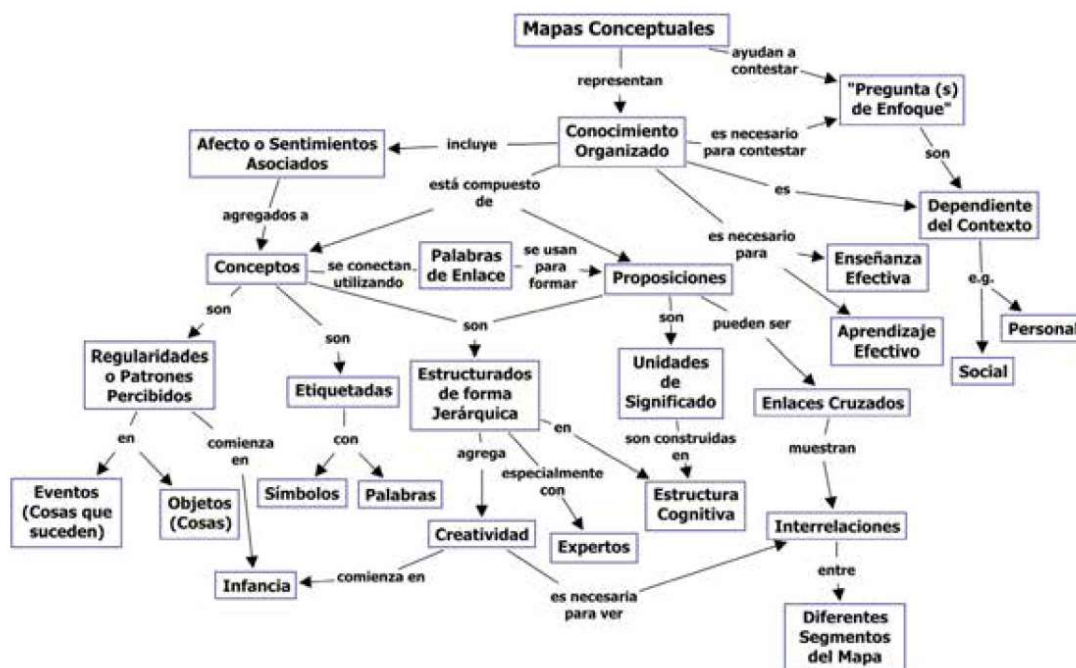 Mapas Conceptuales
ayudan a
contestar
representan
"Pregunta (s)
de Enfoque"
Afecto o Sentimientos
Asociados
incluye
Conocimiento
Organizado
es necesario
para contestar
son
está compuesto
de
es
Dependiente
del Contexto
agregados a
es necesario
para
Enseñanza
Efectiva
Conceptos
se conectan
utilizando
Palabras
de Enlace
se usan
para
formar
Proposiciones
e.g.
son
son
son
son
pueden ser
Aprendizaje
Efectivo
Personal
Social
Regularidades
o Patrones
Percibidos
Etiquetadas
Estructurados
de forma
Jerárquica
Unidades
de
Significado
Enlaces Cruzados
en
comienza
en
con
agrega
especialmente
con
en
son construidas
en
muestran
Eventos
(Cosas que
suceden)
Objetos
(Cosas)
Símbolos
Palabras
Estructura
Cognitiva
Creatividad
Expertos
Interrelaciones
Infancia
comienza en
es necesaria
para ver
entre
Diferentes
Segmentos
del Mapa